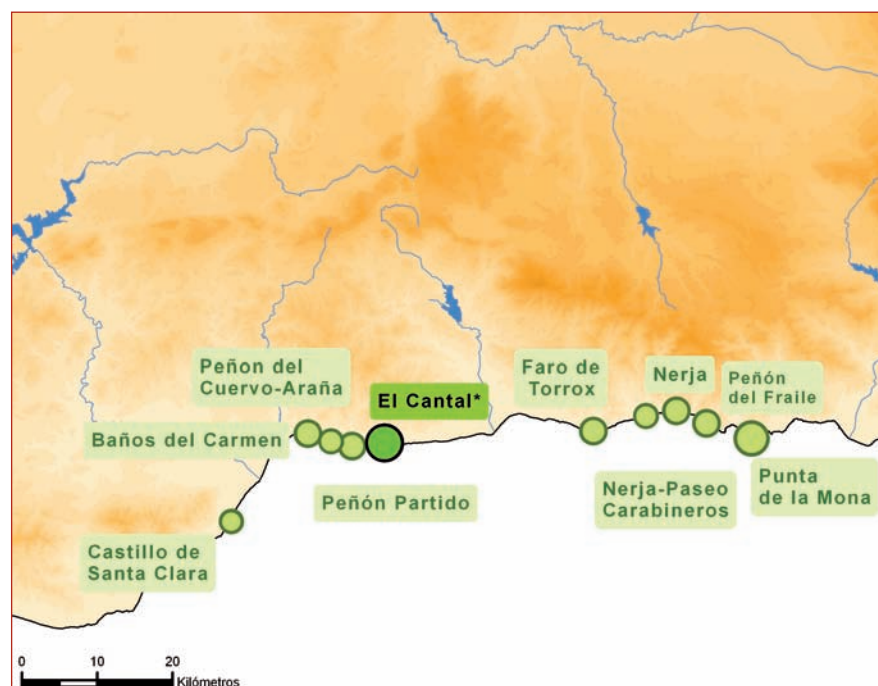 Peñon del
Cuervo-Araña
El Cantal*
Baños del Carmen
Peñón Partido
Castillo de
Santa Clara
Faro de
Torrox
Nerja
Peñón
del Fraile
Nerja-Paseo
Carabineros
Punta
de la Mona
0 10 20
Kilómetros